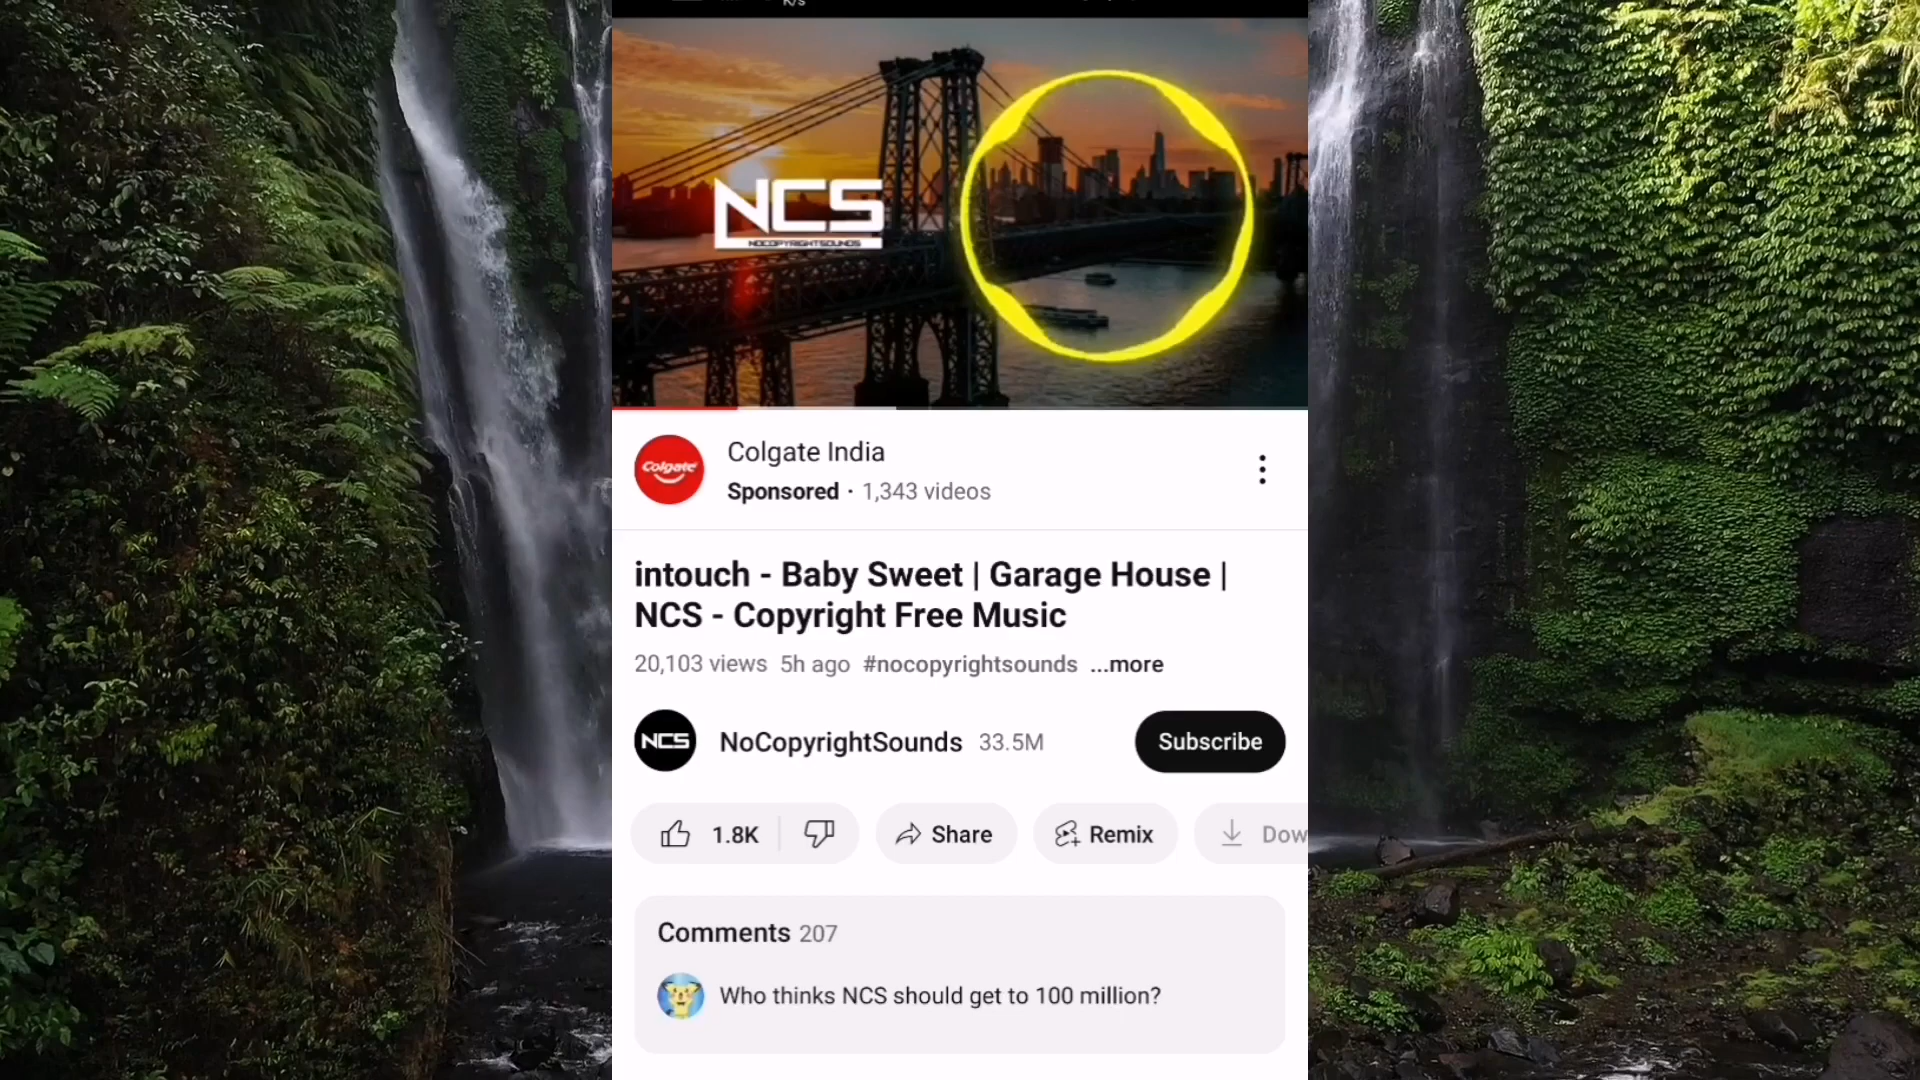 K/s
NCS
NOCOPYRIGHTSOUNDS
Colgate
Colgate India
Sponsored · 1,343 videos
intouch - Baby Sweet | Garage House |
NCS - Copyright Free Music
20,103 views 5h ago #nocopyrightsounds ...more
NCS
NoCopyrightSounds 33.5M
Subscribe
1.8K
Share
Remix
Dow
Comments 207
Who thinks NCS should get to 100 million?